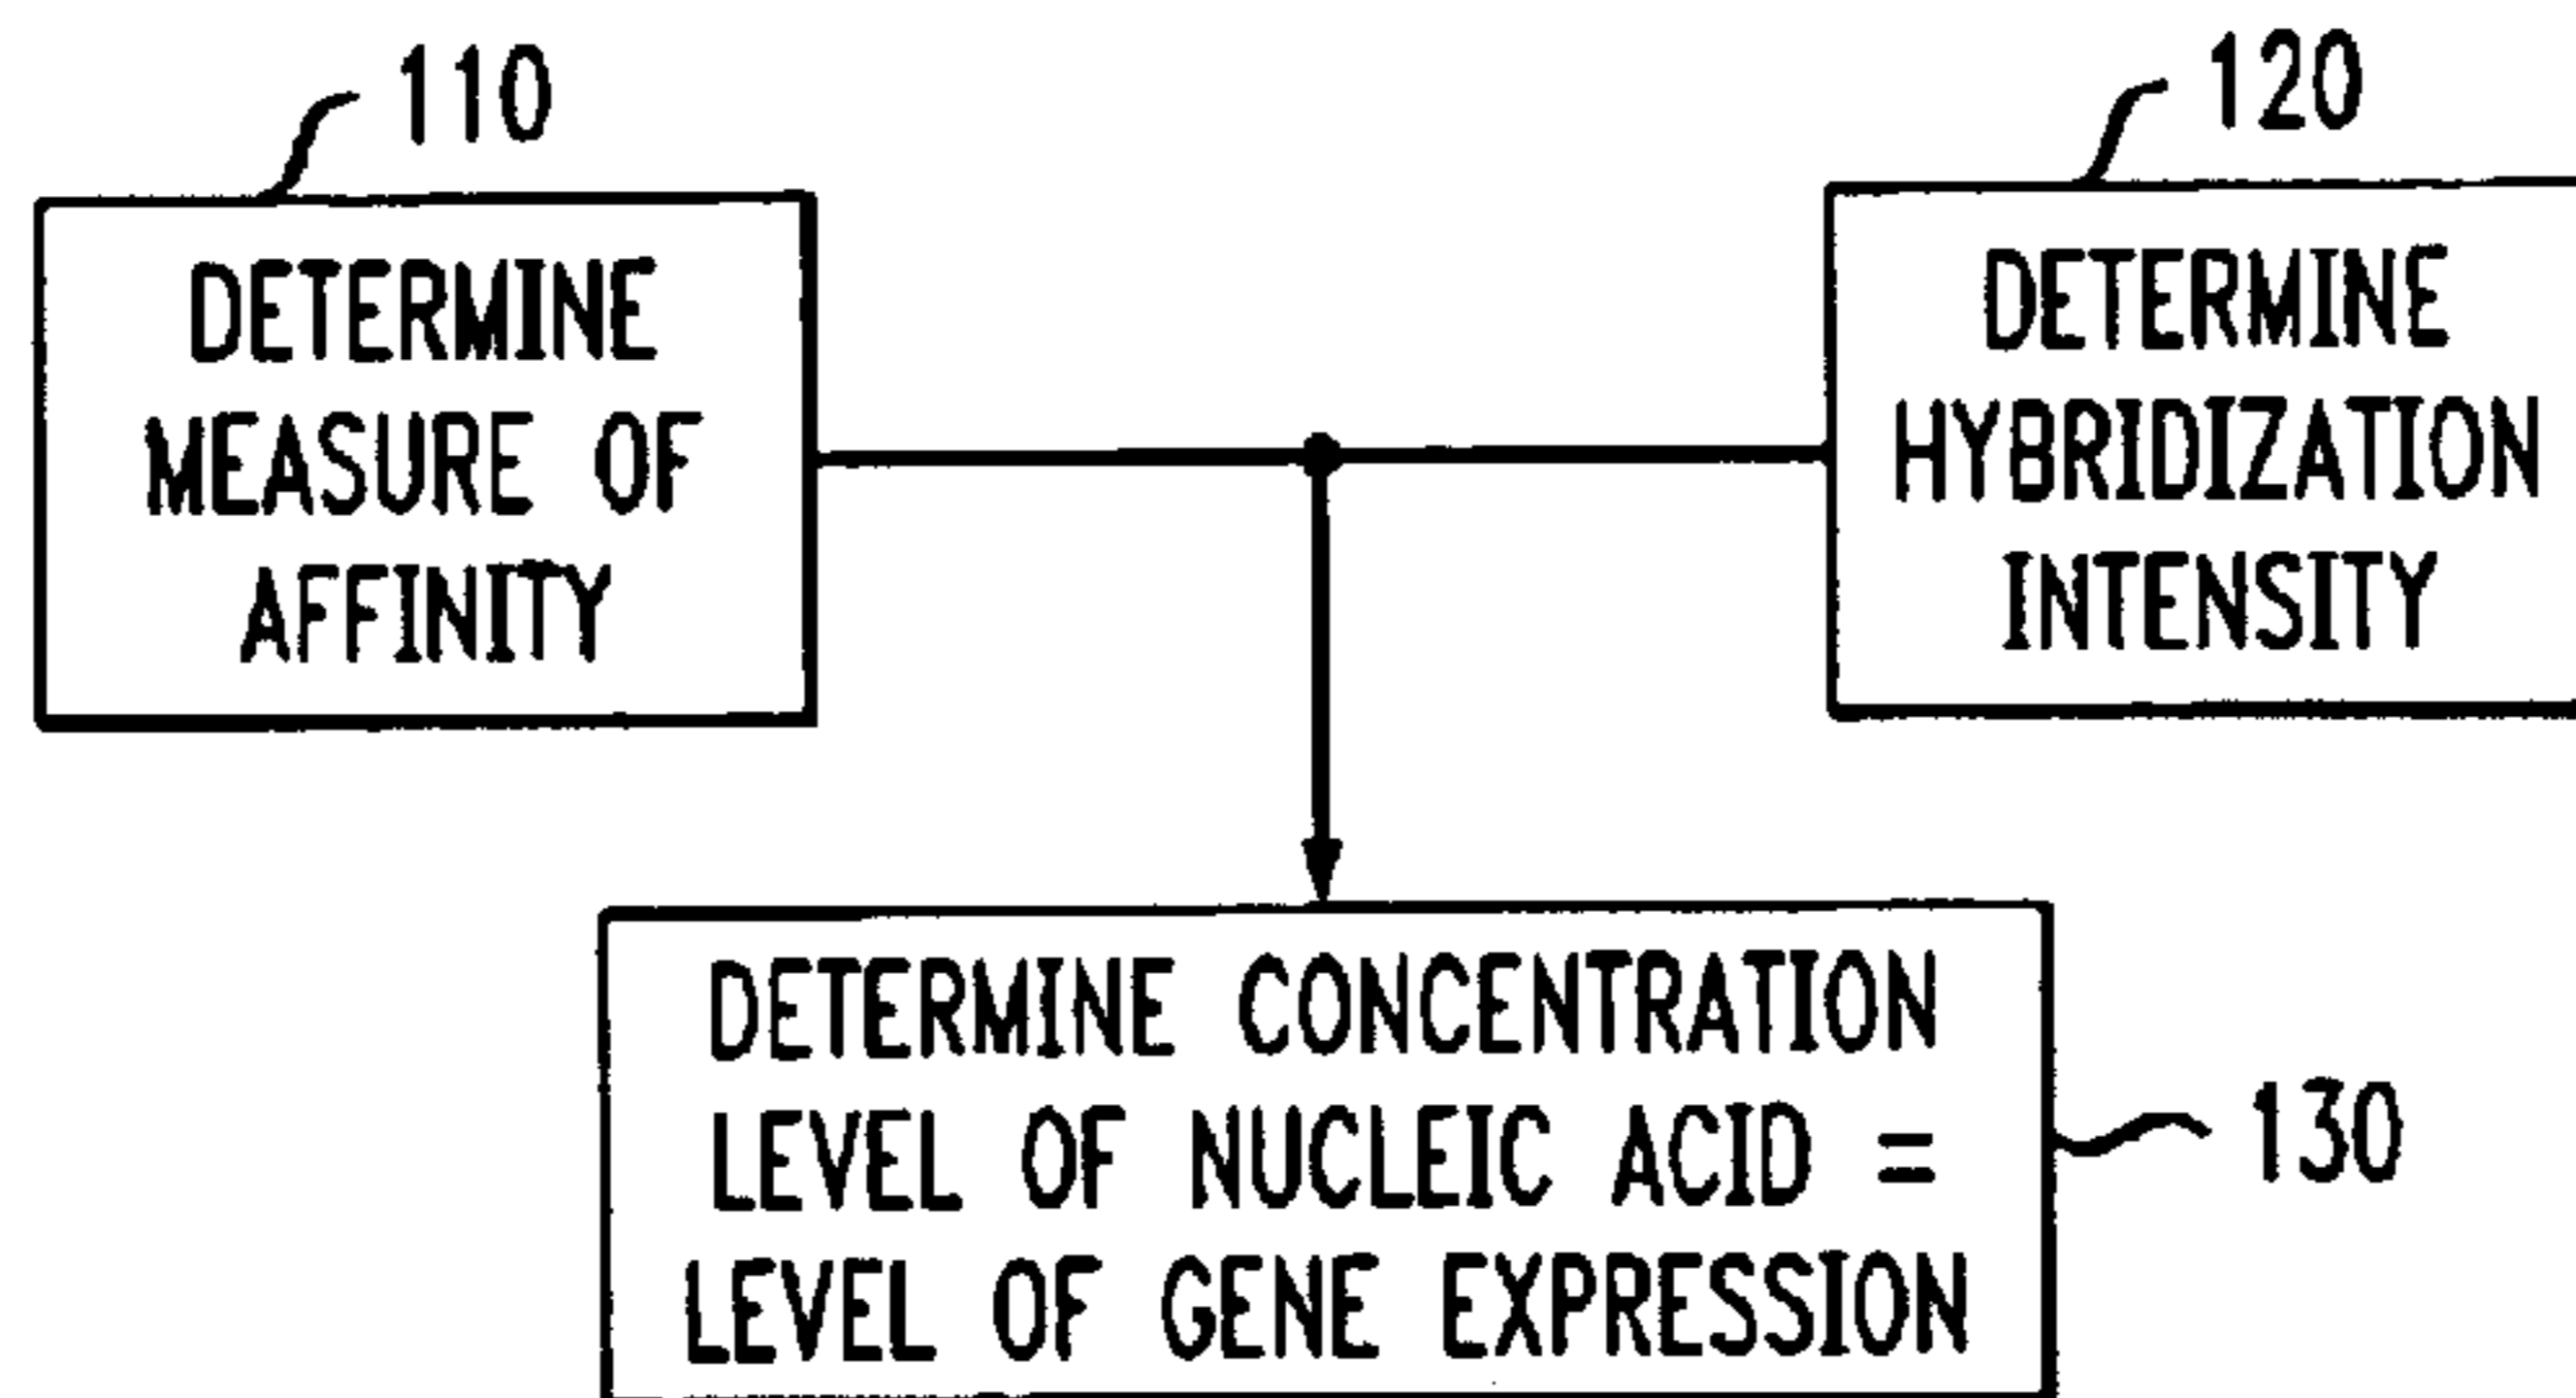 110
DETERMINE
MEASURE OF
AFFINITY
120
DETERMINE
HYBRIDIZATION
INTENSITY
DETERMINE CONCENTRATION
LEVEL OF NUCLEIC ACID =
LEVEL OF GENE EXPRESSION
130